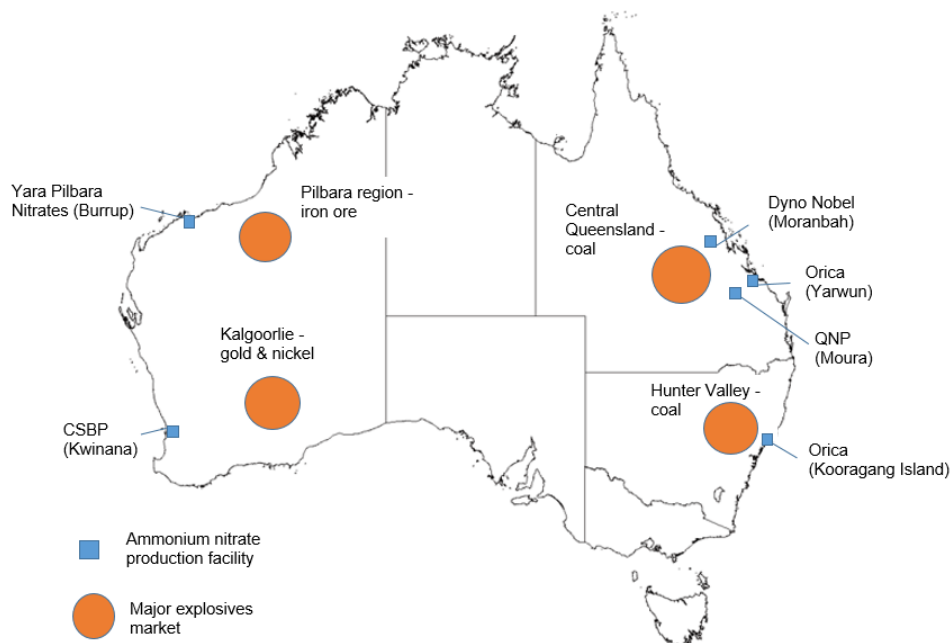 Yara Pilbara
Nitrates (Burrup)
Pilbara region -
iron ore
Central
Queensland -
coal
Dyno Nobel
(Moranbah)
Orica
(Yarwun)
QNP
(Moura)
Kalgoorlie -
gold & nickel
Hunter Valley -
coal
CSBP
(Kwinana)
Orica
(Kooragang Island)
Ammonium nitrate
production facility
Major explosives
market